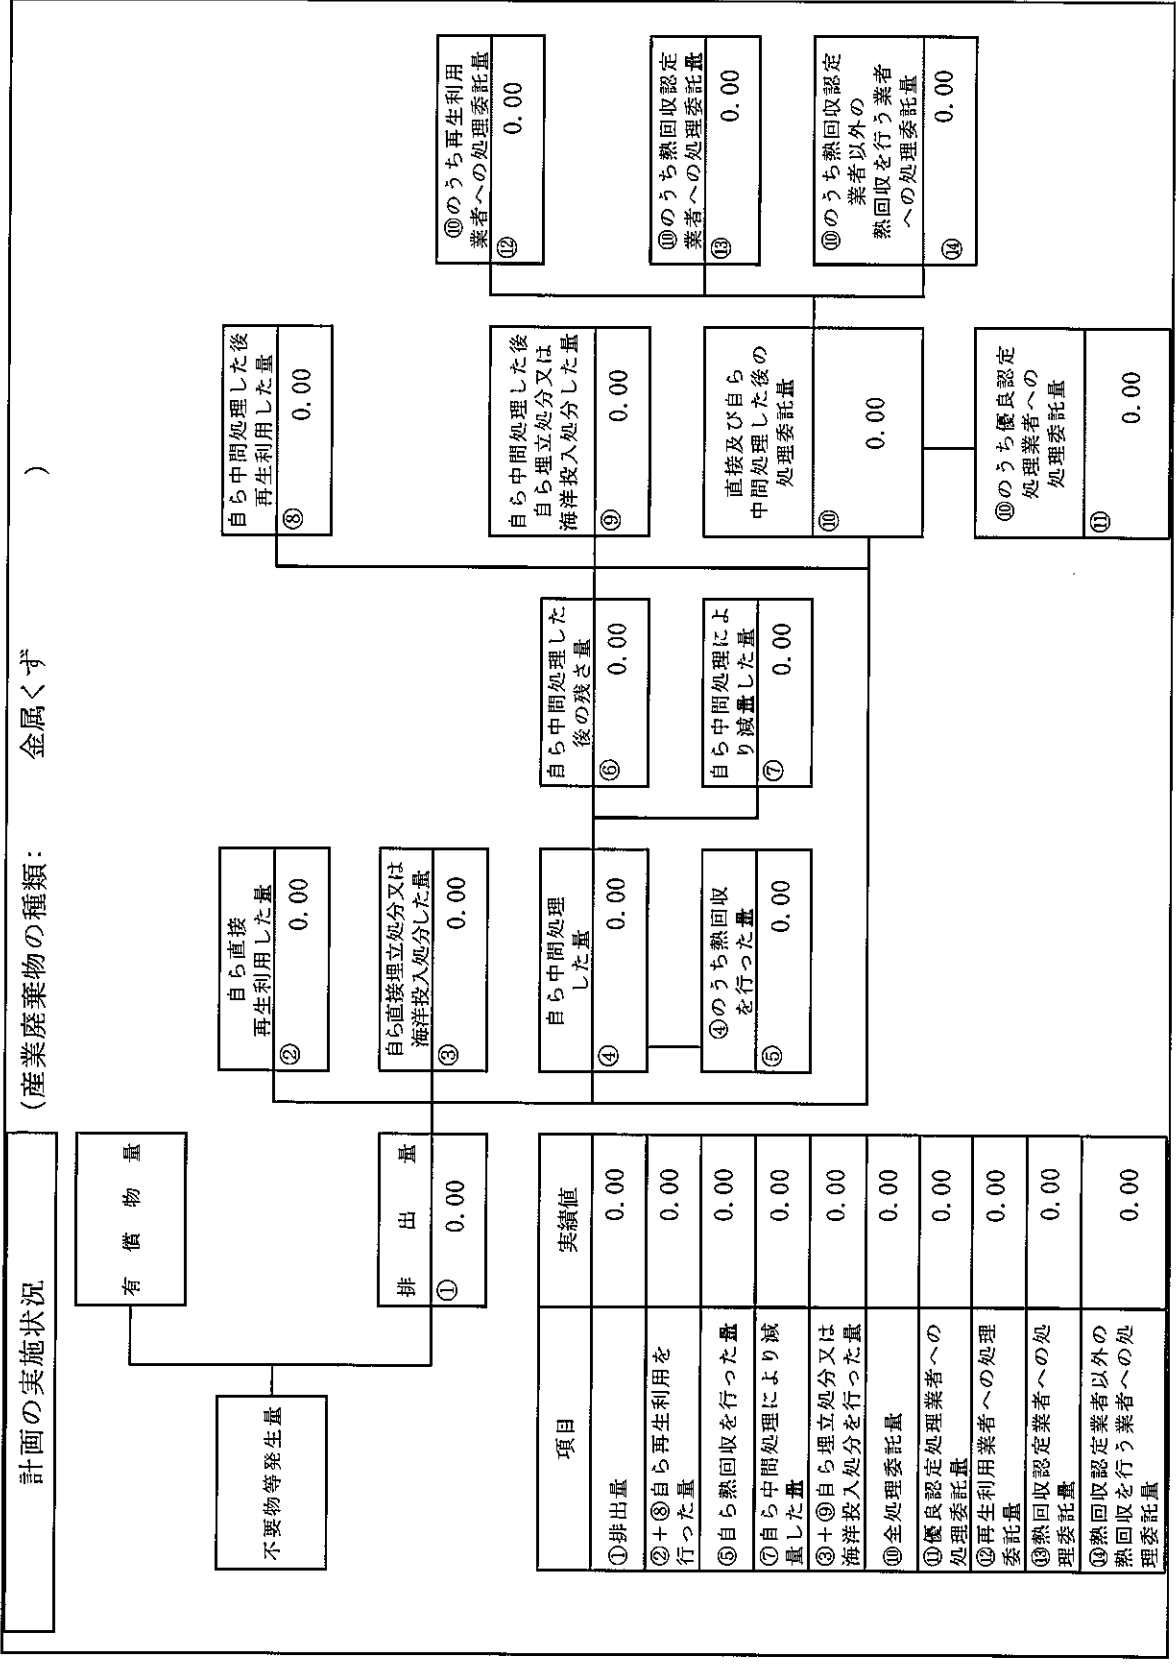 計画の実施状況
(産業廃棄物の種類: 金属くず )
有償物量
不要物等発生量
排出量
① 0.00
自ら直接
再生利用した量
② 0.00
自ら直接埋立処分又は
海洋投入処分した量
③ 0.00
自ら中間処理
した量
④ 0.00
④のうち熱回収
を行った量
⑤ 0.00
自ら中間処理した
後の残さ量
⑥ 0.00
自ら中間処理によ
り減量した量
⑦ 0.00
自ら中間処理した後
再生利用した量
⑧ 0.00
自ら中間処理した後
自ら埋立処分又は
海洋投入処分した量
⑨ 0.00
直接及び自ら
中間処理した後の
処理委託量
⑩ 0.00
⑩のうち優良認定
処理業者への
処理委託量
⑪ 0.00
⑩のうち再生利用
業者への処理委託量
⑫ 0.00
⑩のうち熱回収認定
業者への処理委託量
⑬ 0.00
⑩のうち熱回収認定
業者以外の
熱回収を行う業者
への処理委託量
⑭ 0.00
項目 実績値
①排出量 0.00
②+⑧自ら再生利用を
行った量 0.00
⑤自ら熱回収を行った量 0.00
⑦自ら中間処理により減
量した量 0.00
③+⑨自ら埋立処分又は
海洋投入処分を行った量 0.00
⑩全処理委託量 0.00
⑪優良認定処理業者への
処理委託量 0.00
⑫再生利用業者への処理
委託量 0.00
⑬熱回収認定業者への処
理委託量 0.00
⑭熱回収認定業者以外の
熱回収を行う業者への処
理委託量 0.00